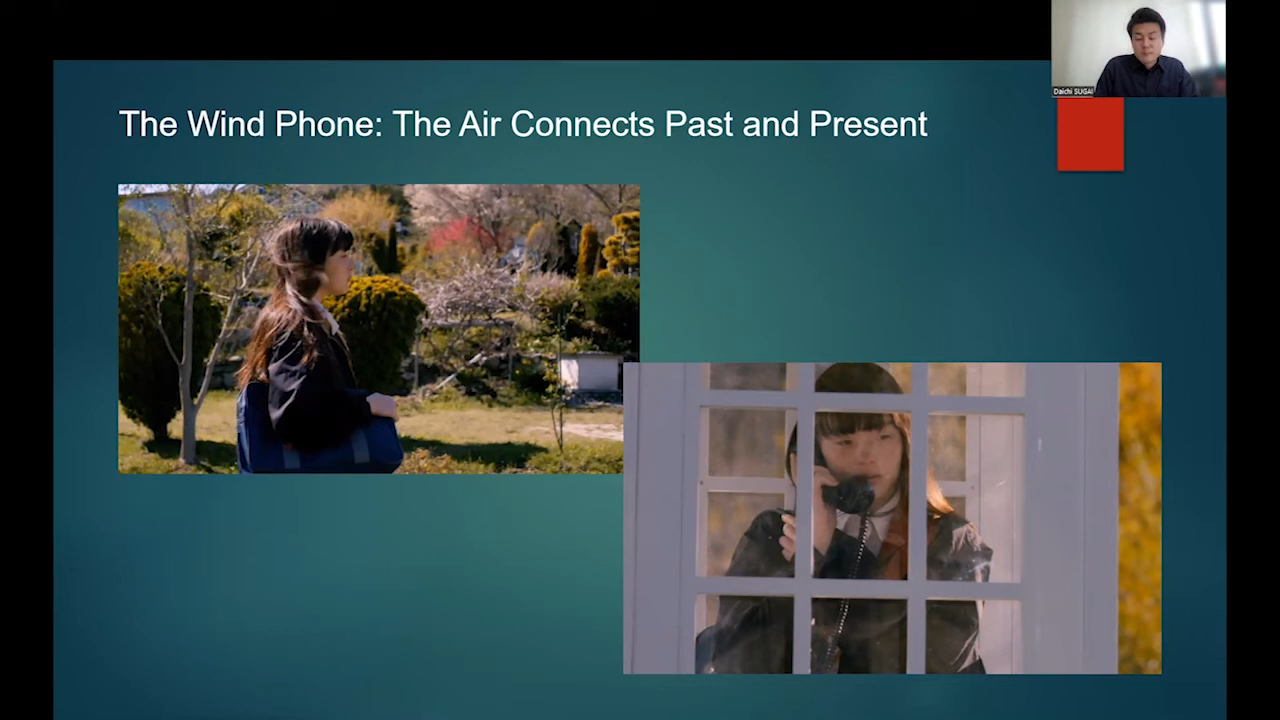 Daichi SUGAI
The Wind Phone: The Air Connects Past and Present